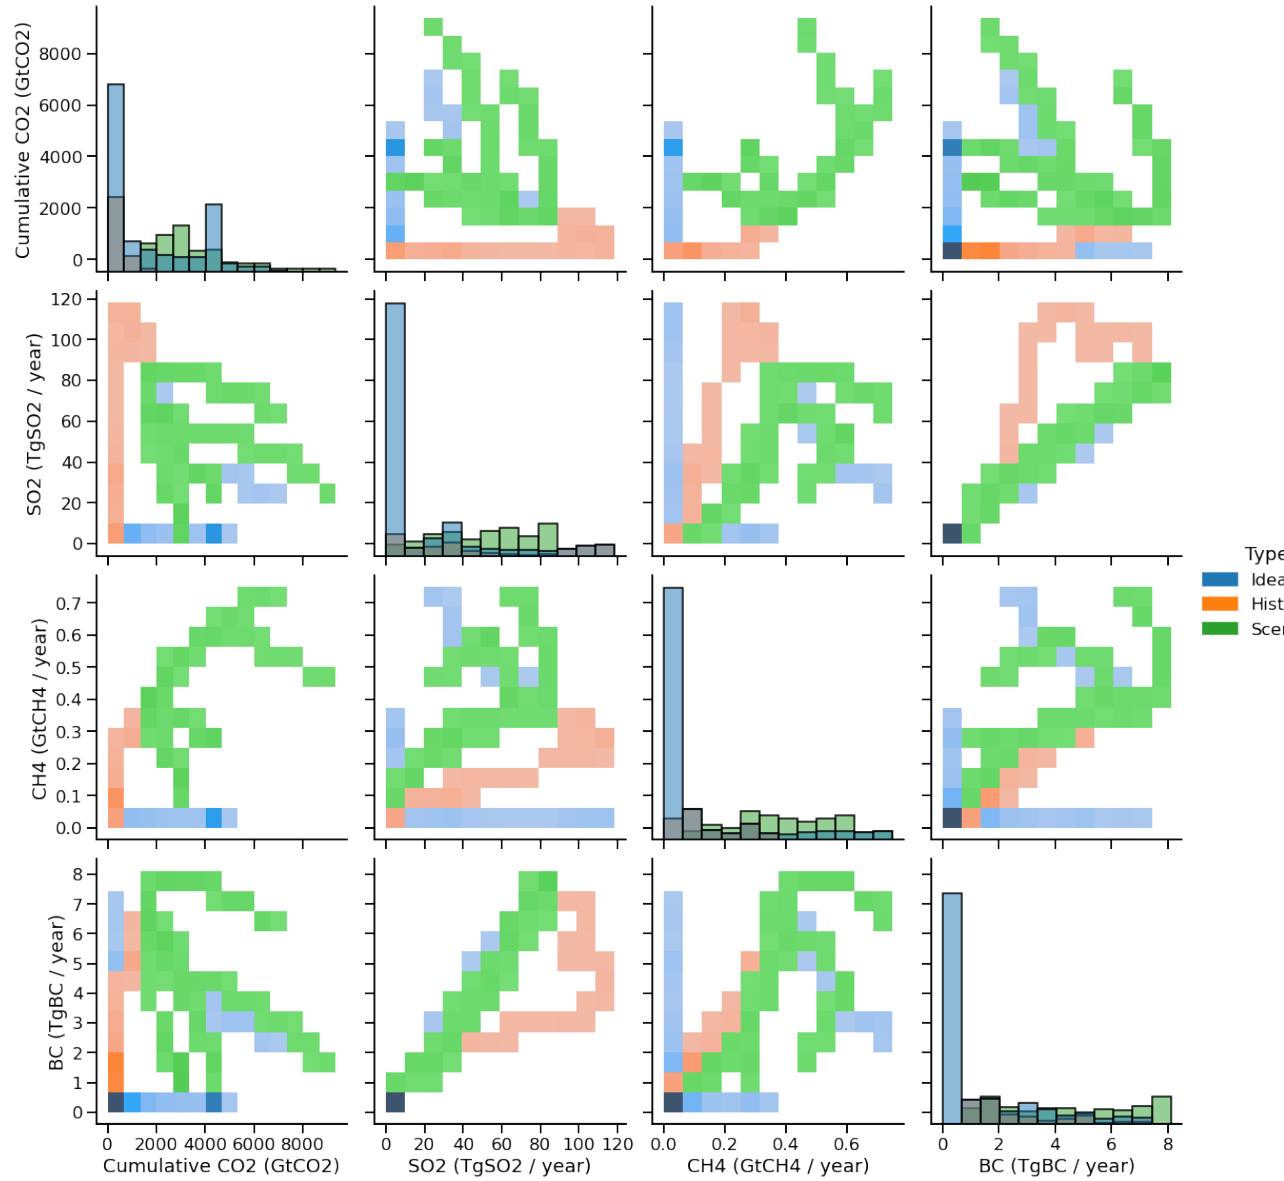 Cumulative CO2 (GtCO2)
8000
6000
4000
2000
0
SO2 (TgSO2 / year)
120
100
80
60
40
20
0
Type
Idea
Hist
Scen
CH4 (GtCH4 / year)
0.7
0.6
0.5
0.4
0.3
0.2
0.1
0.0
BC (TgBC / year)
8
7
6
5
4
3
2
1
0
0 2000 4000 6000 8000
0 20 40 60 80 100 120
0.0 0.2 0.4 0.6
0 2 4 6 8
Cumulative CO2 (GtCO2)
SO2 (TgSO2 / year)
CH4 (GtCH4 / year)
BC (TgBC / year)